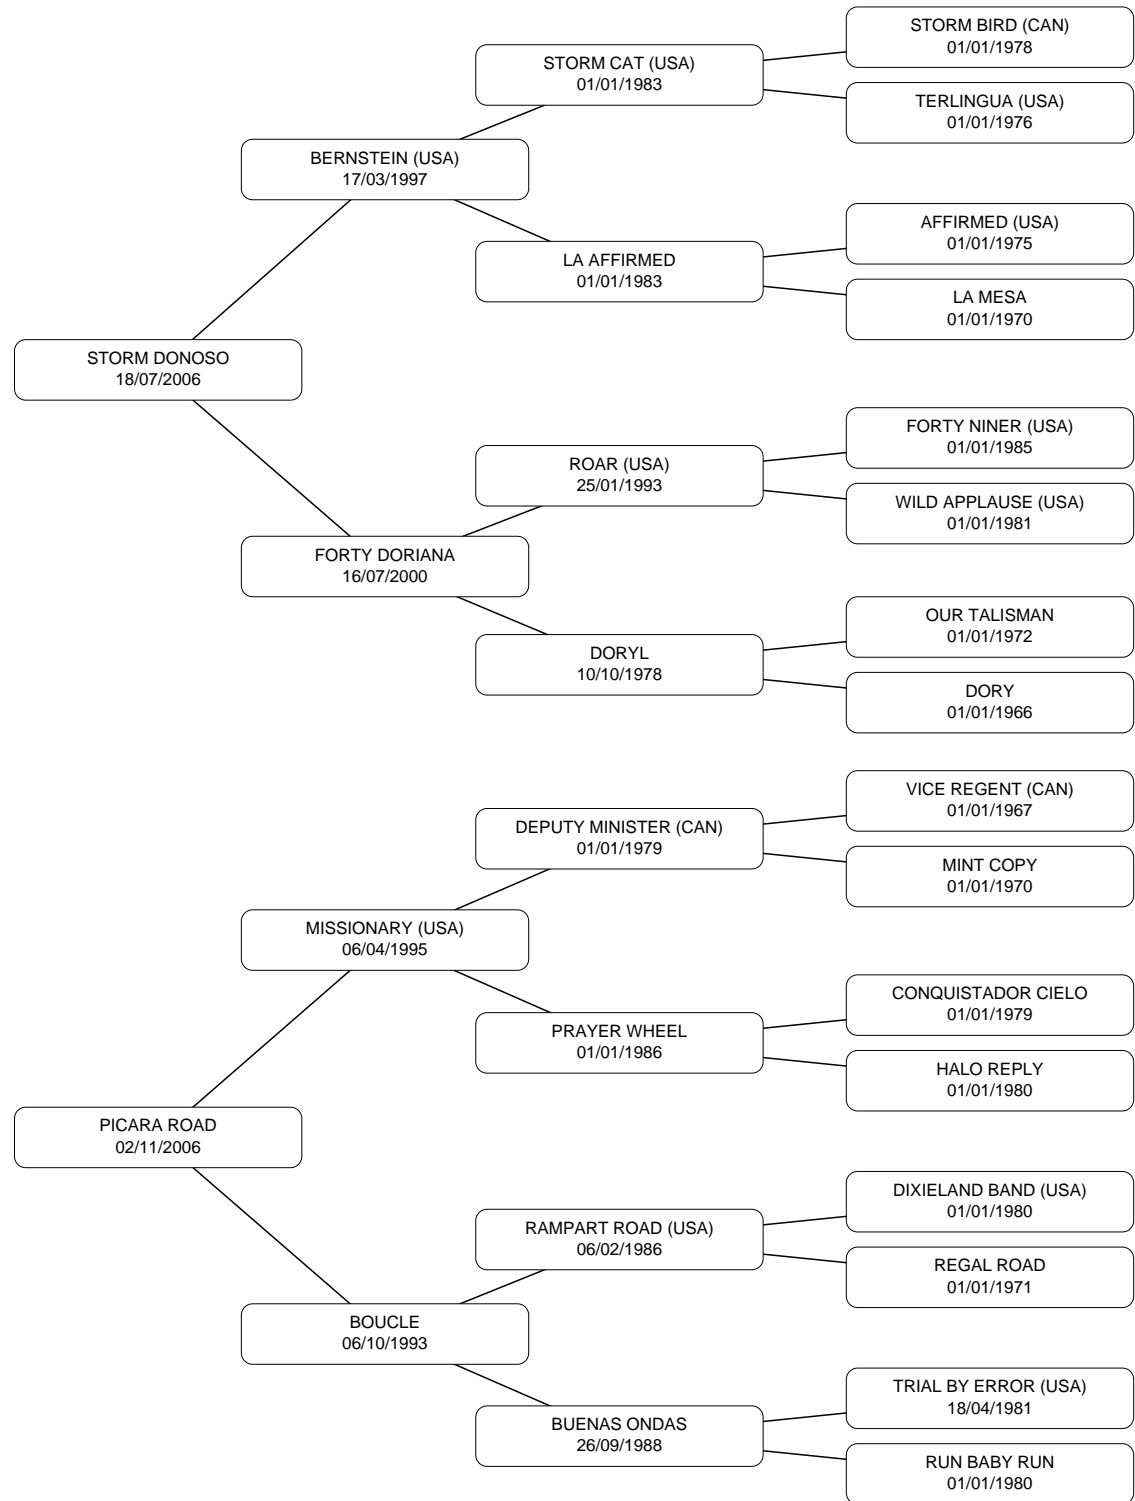 STORM BIRD (CAN)
01/01/1978
STORM CAT (USA)
01/01/1983
TERLINGUA (USA)
01/01/1976
BERNSTEIN (USA)
17/03/1997
AFFIRMED (USA)
01/01/1975
LA AFFIRMED
01/01/1983
LA MESA
01/01/1970
STORM DONOSO
18/07/2006
FORTY NINER (USA)
01/01/1985
ROAR (USA)
25/01/1993
WILD APPLAUSE (USA)
01/01/1981
FORTY DORIANA
16/07/2000
OUR TALISMAN
01/01/1972
DORYL
10/10/1978
DORY
01/01/1966
VICE REGENT (CAN)
01/01/1967
DEPUTY MINISTER (CAN)
01/01/1979
MINT COPY
01/01/1970
MISSIONARY (USA)
06/04/1995
CONQUISTADOR CIELO
01/01/1979
PRAYER WHEEL
01/01/1986
HALO REPLY
01/01/1980
PICARA ROAD
02/11/2006
DIXIELAND BAND (USA)
01/01/1980
RAMPART ROAD (USA)
06/02/1986
REGAL ROAD
01/01/1971
BOUCLE
06/10/1993
TRIAL BY ERROR (USA)
18/04/1981
BUENAS ONDAS
26/09/1988
RUN BABY RUN
01/01/1980